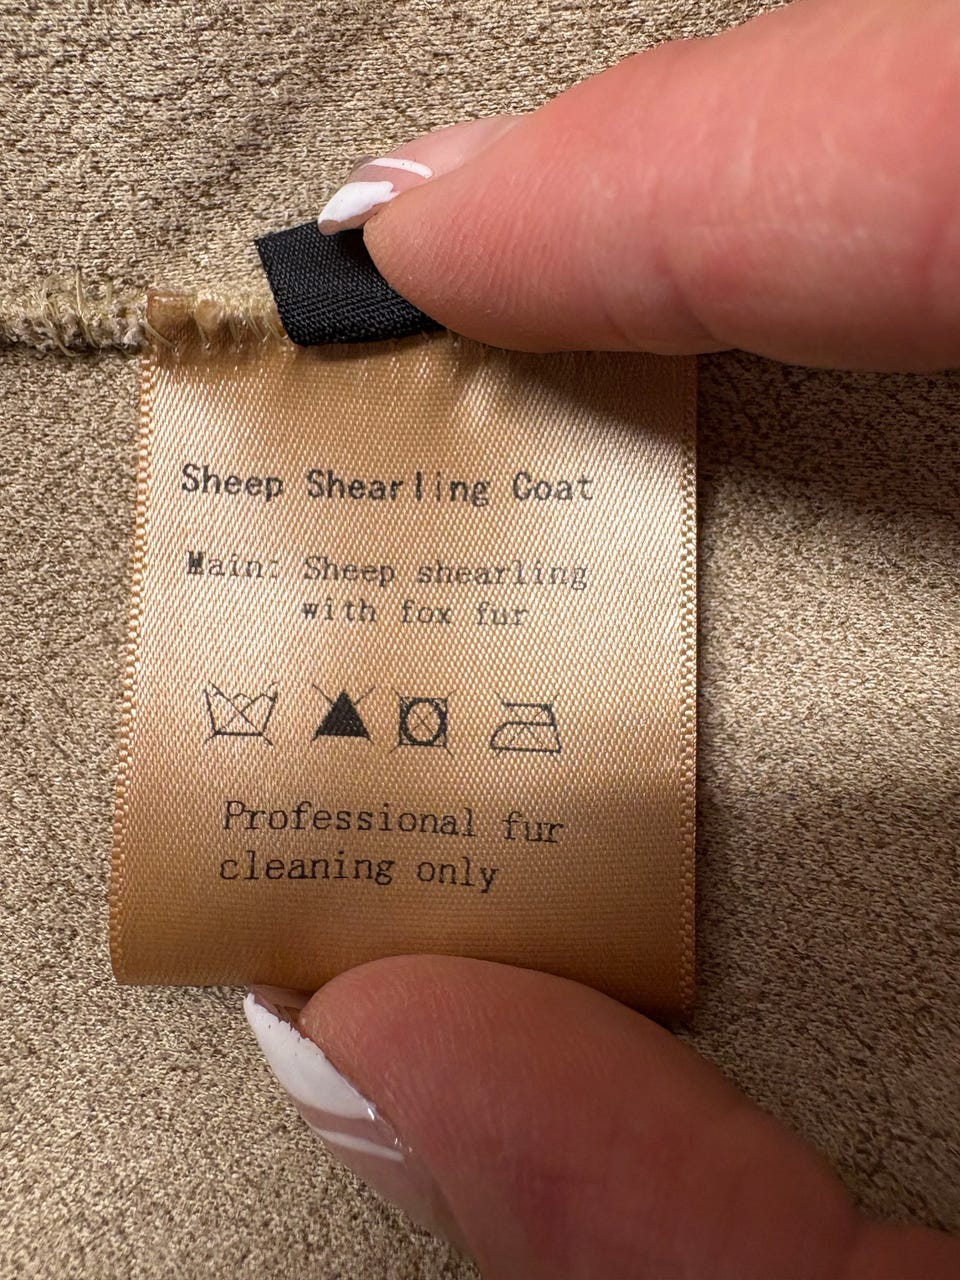 Sheep Shearling Coat
Main: Sheep shearling
with fox fur
Professional fur
cleaning only